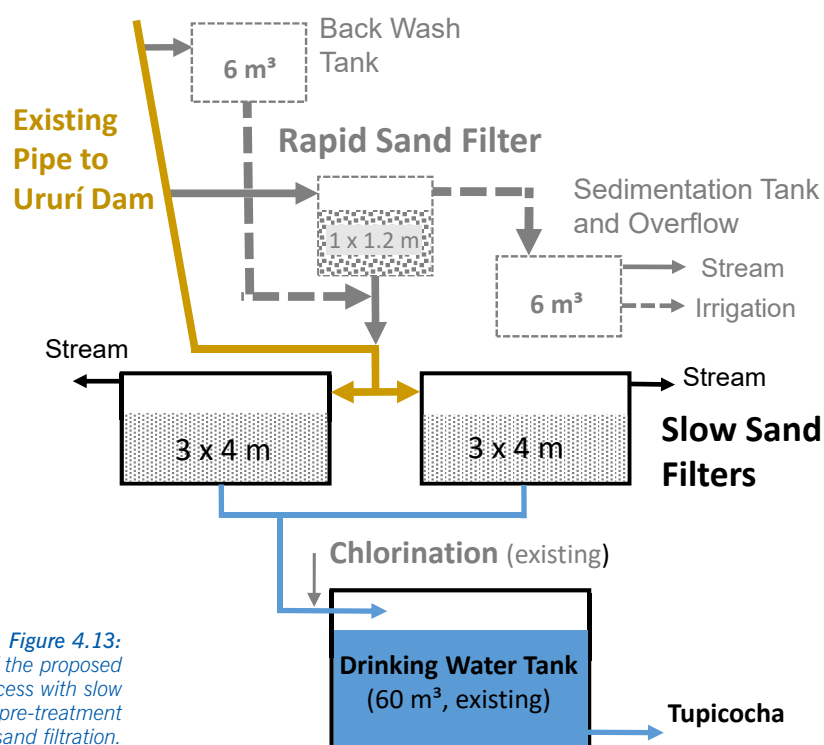 Back Wash
Tank
6 m³
Existing
Pipe to
Ururí Dam
Rapid Sand Filter
1 x 1.2 m
Sedimentation Tank
and Overflow
6 m³
Stream
Irrigation
Stream
Stream
3 x 4 m
3 x 4 m
Slow Sand
Filters
Chlorination (existing)
Drinking Water Tank
(60 m³, existing)
Tupicocha
Figure 4.13:
the proposed
cess with slow
pre-treatment
sand filtration.